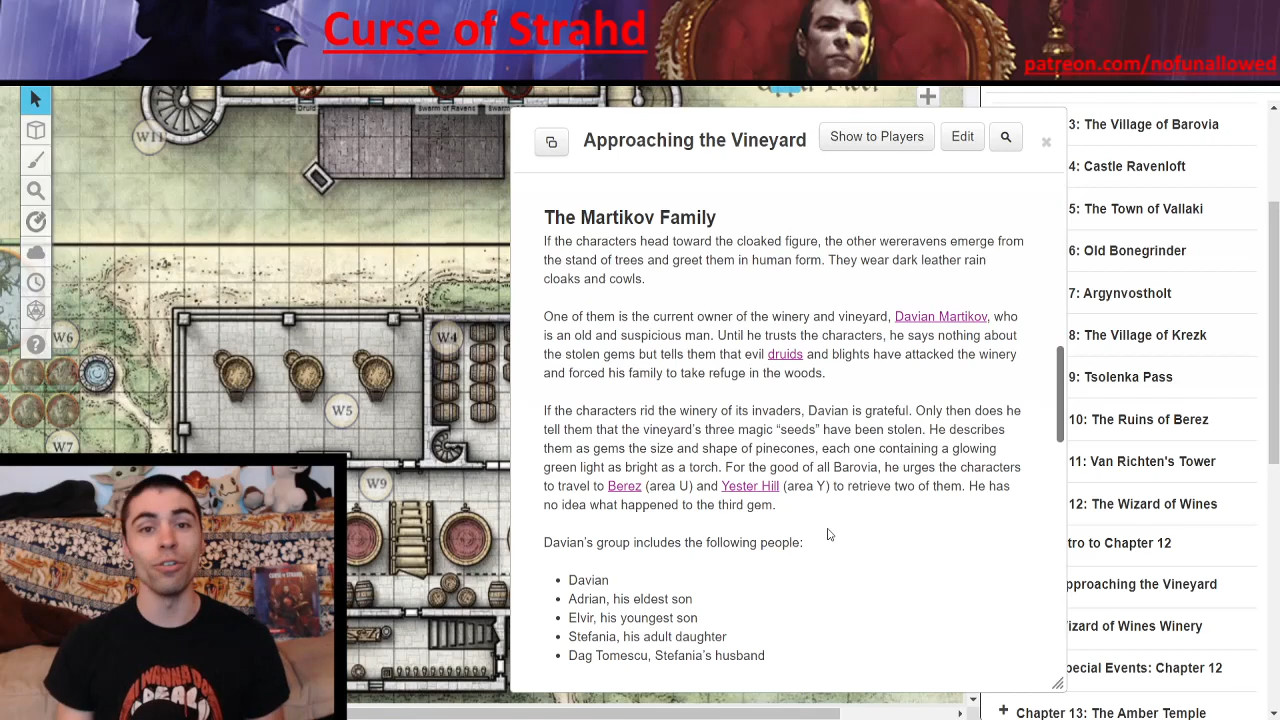 Curse of Strahd
patreon.com/nofunallowed
Druid
Swarm of Ravens
W11
Approaching the Vineyard
Show to Players
Edit
The Martikov Family
If the characters head toward the cloaked figure, the other wereravens emerge from
the stand of trees and greet them in human form. They wear dark leather rain
cloaks and cowls.
One of them is the current owner of the winery and vineyard, Davian Martikov, who
is an old and suspicious man. Until he trusts the characters, he says nothing about
the stolen gems but tells them that evil druids and blights have attacked the winery
and forced his family to take refuge in the woods.
If the characters rid the winery of its invaders, Davian is grateful. Only then does he
tell them that the vineyard's three magic “seeds” have been stolen. He describes
them as gems the size and shape of pinecones, each one containing a glowing
green light as bright as a torch. For the good of all Barovia, he urges the characters
to travel to Berez (area U) and Yester Hill (area Y) to retrieve two of them. He has
no idea what happened to the third gem.
Davian's group includes the following people:
• Davian
• Adrian, his eldest son
• Elvir, his youngest son
• Stefania, his adult daughter
• Dag Tomescu, Stefania's husband
3: The Village of Barovia
4: Castle Ravenloft
5: The Town of Vallaki
6: Old Bonegrinder
7: Argynvostholt
8: The Village of Krezk
9: Tsolenka Pass
10: The Ruins of Berez
11: Van Richten's Tower
12: The Wizard of Wines
tro to Chapter 12
pproaching the Vineyard
izard of Wines Winery
pecial Events: Chapter 12
Chapter 13: The Amber Temple
W6
W4
W5
W7
W9
CURSE OF STRAHD